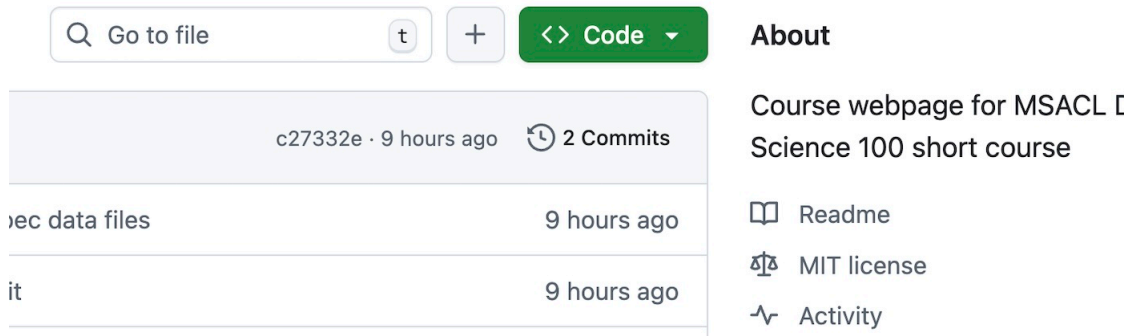 Go to file t + <> Code About
Course webpage for MSACL
c27332e · 9 hours ago 2 Commits
Science 100 short course
data files 9 hours ago
Readme
MIT license
9 hours ago
Activity